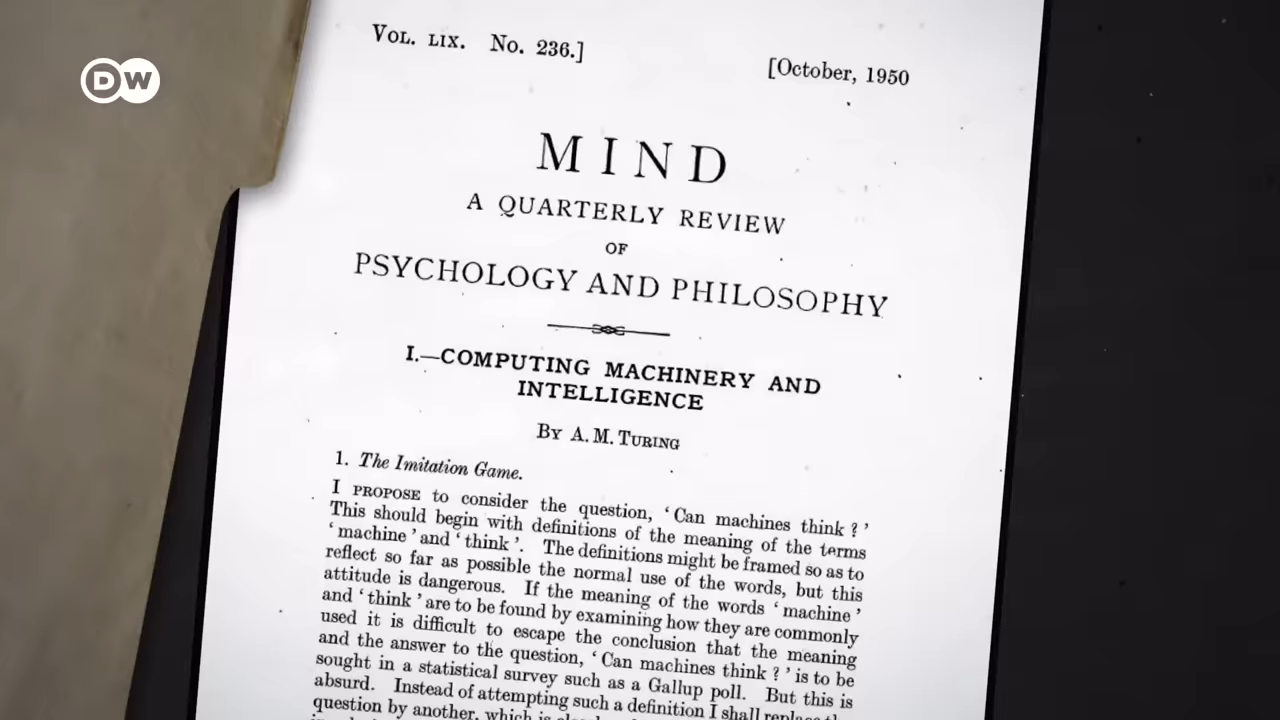 DW
VOL. LIX. No. 236.]
[October, 1950
MIND
A QUARTERLY REVIEW
OF
PSYCHOLOGY AND PHILOSOPHY
I.—COMPUTING MACHINERY AND
INTELLIGENCE
BY A. M. TURING
1. The Imitation Game.
I PROPOSE to consider the question, ‘ Can machines think ? ’
This should begin with definitions of the meaning of the terms
‘ machine ’ and ‘ think ’. The definitions might be framed so as to
reflect so far as possible the normal use of the words, but this
attitude is dangerous. If the meaning of the words ‘ machine ’
and ‘ think ’ are to be found by examining how they are commonly
used it is difficult to escape the conclusion that the meaning
and the answer to the question, ‘ Can machines think ? ’ is to be
sought in a statistical survey such as a Gallup poll. But this is
absurd. Instead of attempting such a definition I shall replace
question by another, which is